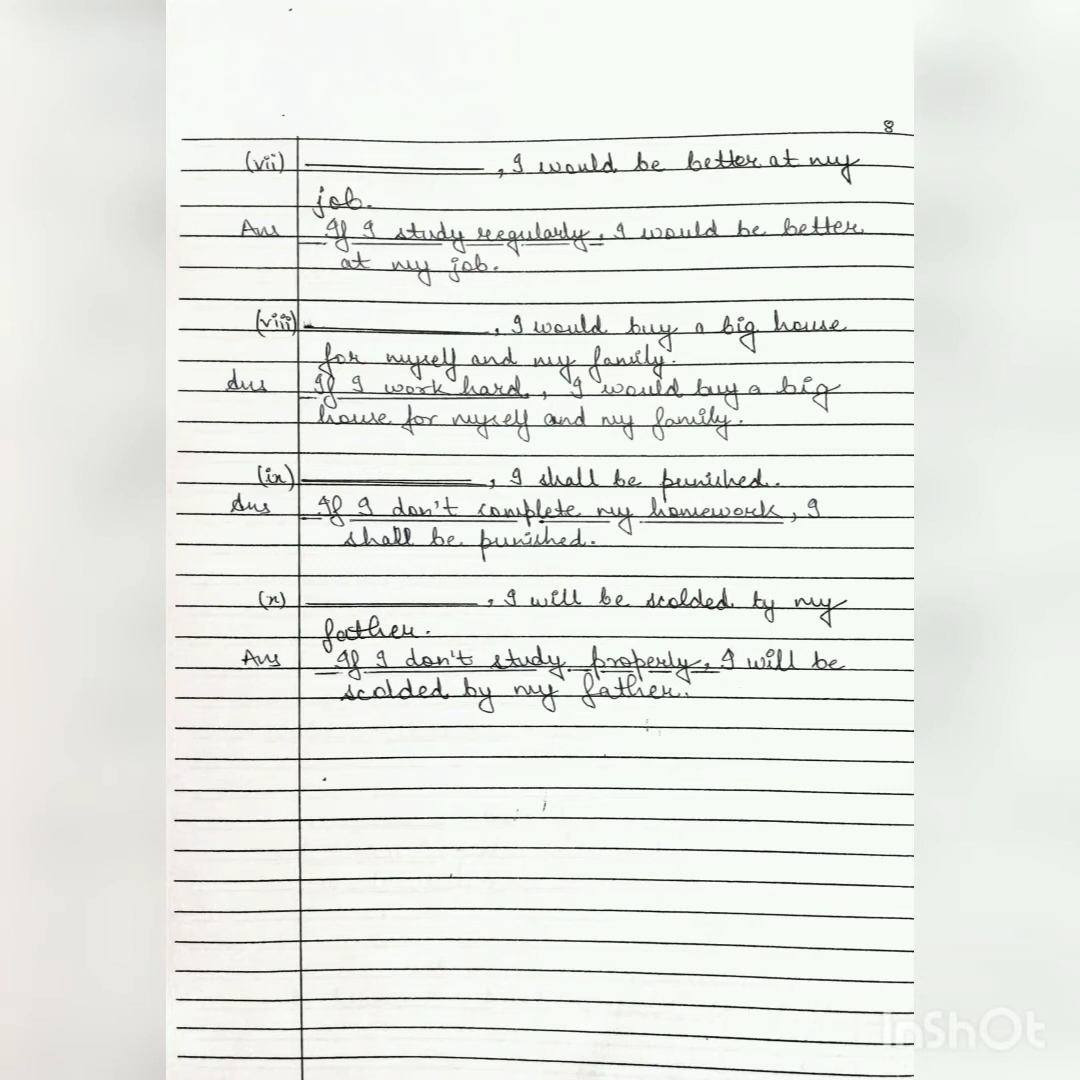 8
(vii) ____________, I would be better at my
job.
Ans If I study regularly, I would be better
at my job.
(viii) ____________, I would buy a big house
for myself and my family.
Ans If I work hard, I would buy a big
house for myself and my family.
(ix) ____________, I shall be punished.
Ans If I don't complete my homework, I
shall be punished.
(x) ____________, I will be scolded by my
father.
Ans If I don't study properly, I will be
scolded by my father.
InShOt